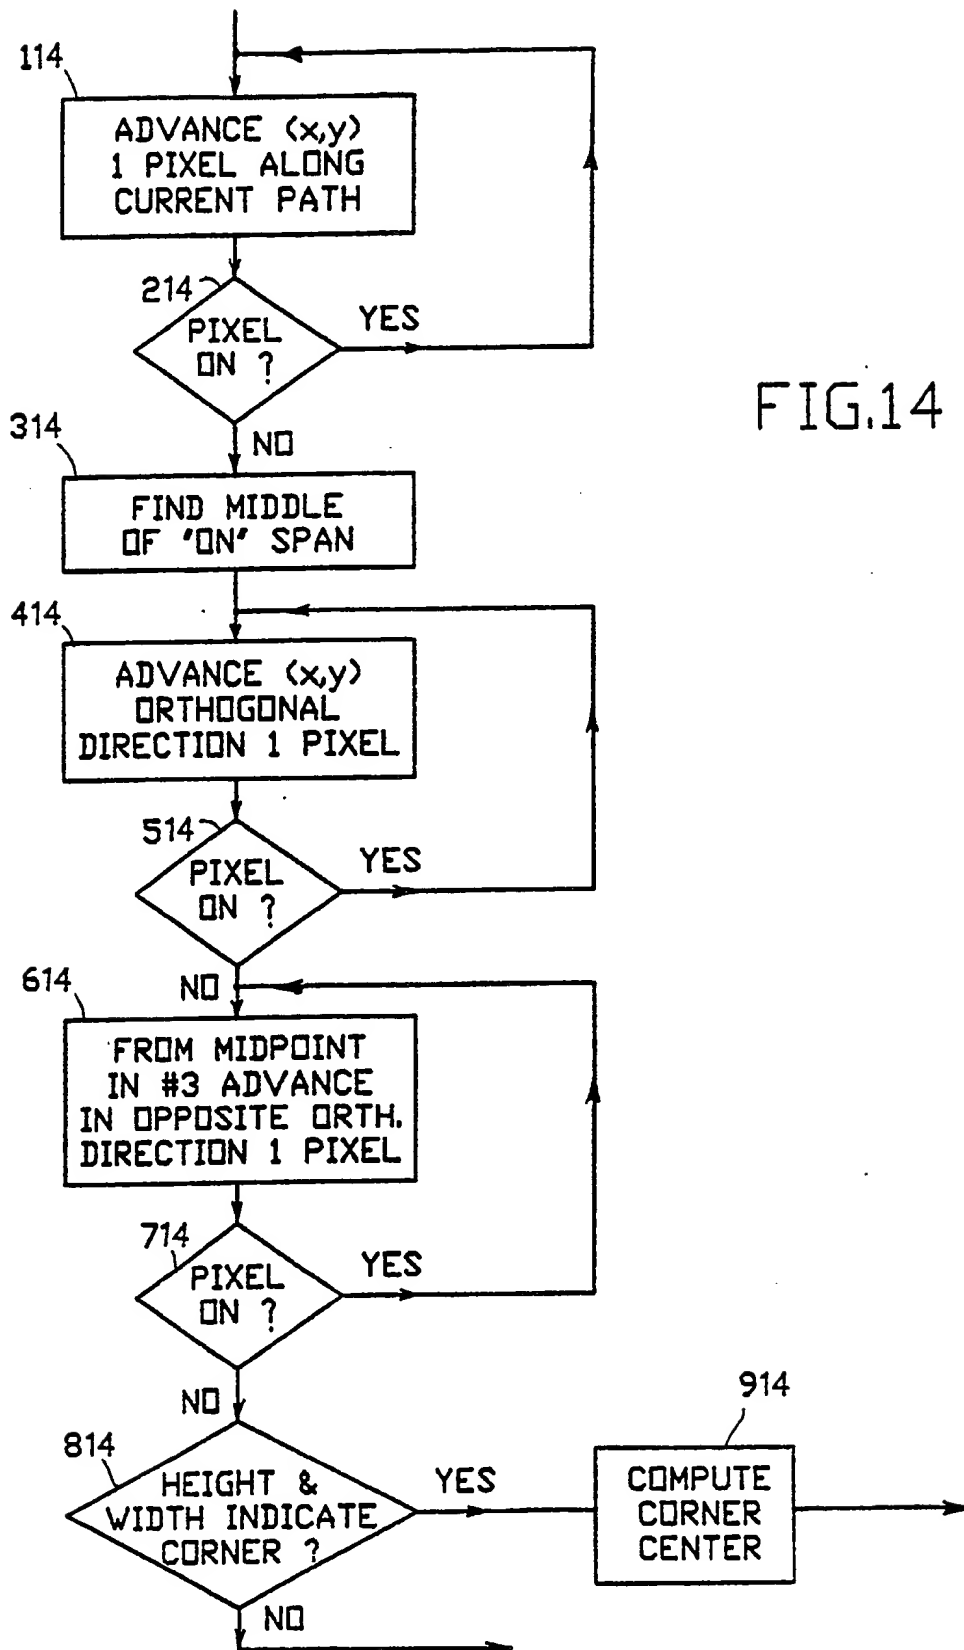 114
ADVANCE (x,y)
1 PIXEL ALONG
CURRENT PATH
214
PIXEL
ON ?
YES
FIG.14
NO
314
FIND MIDDLE
OF "ON" SPAN
414
ADVANCE (x,y)
ORTHOGONAL
DIRECTION 1 PIXEL
514
PIXEL
ON ?
YES
NO
614
FROM MIDPOINT
IN #3 ADVANCE
IN OPPOSITE ORTH.
DIRECTION 1 PIXEL
714
PIXEL
ON ?
YES
NO
814
HEIGHT &
WIDTH INDICATE
CORNER ?
YES
914
COMPUTE
CORNER
CENTER
NO